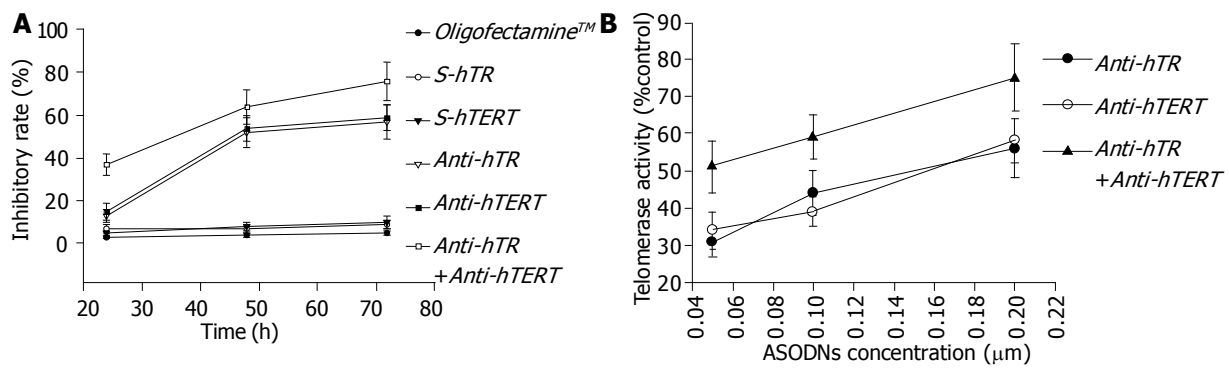 A
Inhibitory rate (%)
100
80
60
40
20
0
20 30 40 50 60 70 80
Time (h)
Oligofectamine™
S-hTR
S-hTERT
Anti-hTR
Anti-hTERT
Anti-hTR
+Anti-hTERT
B
Telomerase activity (%control)
90
80
70
60
50
40
30
20
0.04 0.06 0.08 0.10 0.12 0.14 0.16 0.18 0.20 0.22
ASODNs concentration (μm)
Anti-hTR
Anti-hTERT
Anti-hTR
+Anti-hTERT